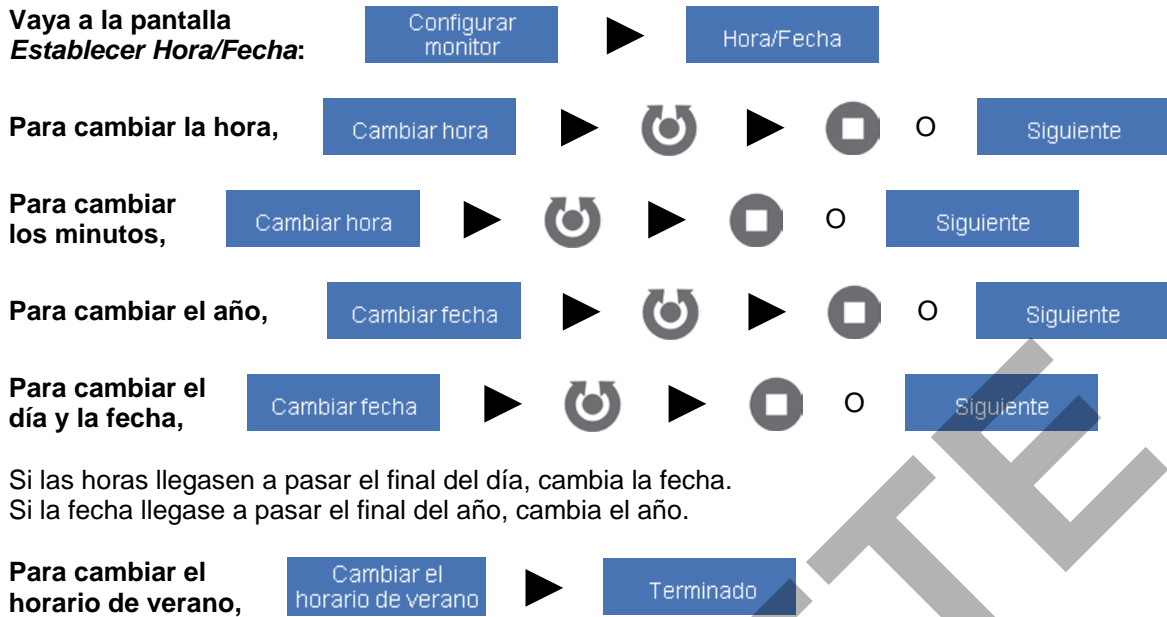 Vaya a la pantalla
Establecer Hora/Fecha:
Configurar
monitor
Hora/Fecha
Para cambiar la hora,
Cambiar hora
O
Siguiente
Para cambiar
los minutos,
Cambiar hora
O
Siguiente
Para cambiar el año,
Cambiar fecha
O
Siguiente
Para cambiar el
día y la fecha,
Cambiar fecha
O
Siguiente
Si las horas llegasen a pasar el final del día, cambia la fecha.
Si la fecha llegase a pasar el final del año, cambia el año.
Para cambiar el
horario de verano,
Cambiar el
horario de verano
Terminado
TE